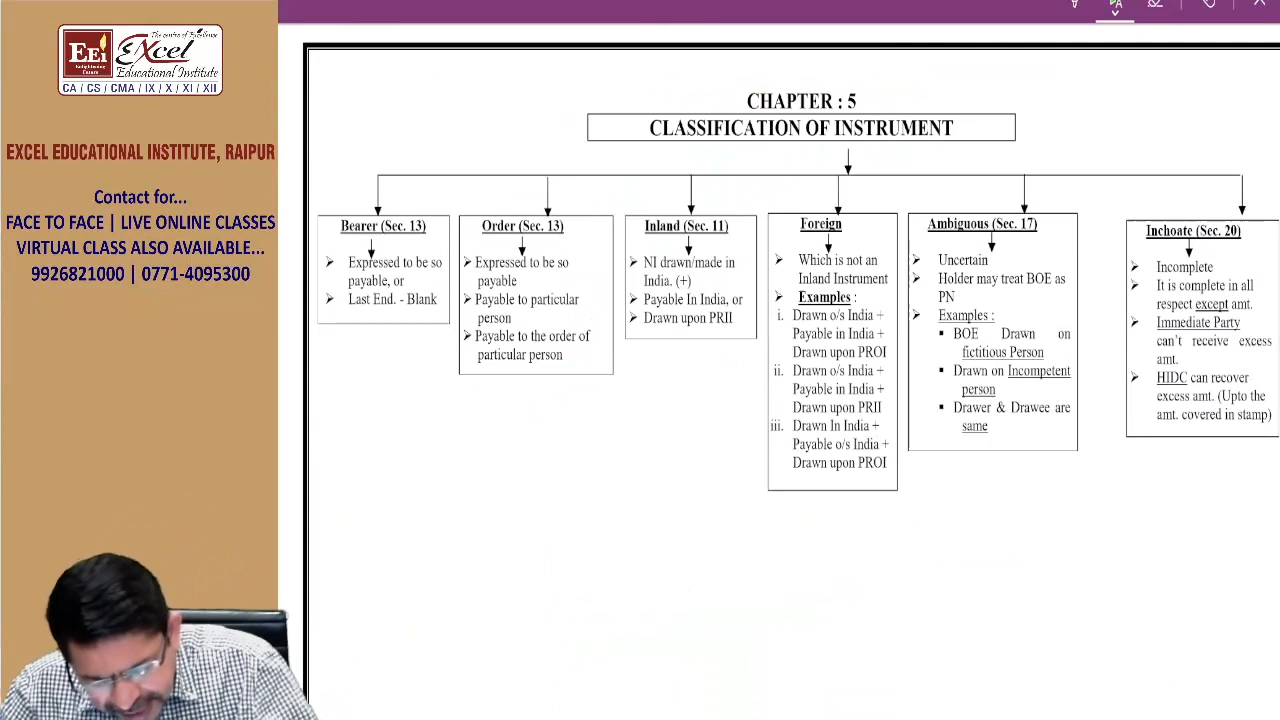 The centre of Excellence
EEi
Enlightening
Centre
Excel
Educational Institute
CA / CS / CMA / IX / X / XI / XII
EXCEL EDUCATIONAL INSTITUTE, RAIPUR
Contact for...
FACE TO FACE | LIVE ONLINE CLASSES
VIRTUAL CLASS ALSO AVAILABLE...
9926821000 | 0771-4095300
CHAPTER : 5
CLASSIFICATION OF INSTRUMENT
Bearer (Sec. 13)
Expressed to be so
payable, or
Last End. - Blank
Order (Sec. 13)
Expressed to be so
payable
Payable to particular
person
Payable to the order of
particular person
Inland (Sec. 11)
NI drawn/made in
India. (+)
Payable In India, or
Drawn upon PRII
Foreign
Which is not an
Inland Instrument
Examples :
i. Drawn o/s India +
Payable in India +
Drawn upon PROI
ii. Drawn o/s India +
Payable in India +
Drawn upon PRII
iii. Drawn In India +
Payable o/s India +
Drawn upon PROI
Ambiguous (Sec. 17)
Uncertain
Holder may treat BOE as
PN
Examples :
BOE Drawn on
fictitious Person
Drawn on Incompetent
person
Drawer & Drawee are
same
Inchoate (Sec. 20)
Incomplete
It is complete in all
respect except amt.
Immediate Party
can't receive excess
amt.
HIDC can recover
excess amt. (Upto the
amt. covered in stamp)